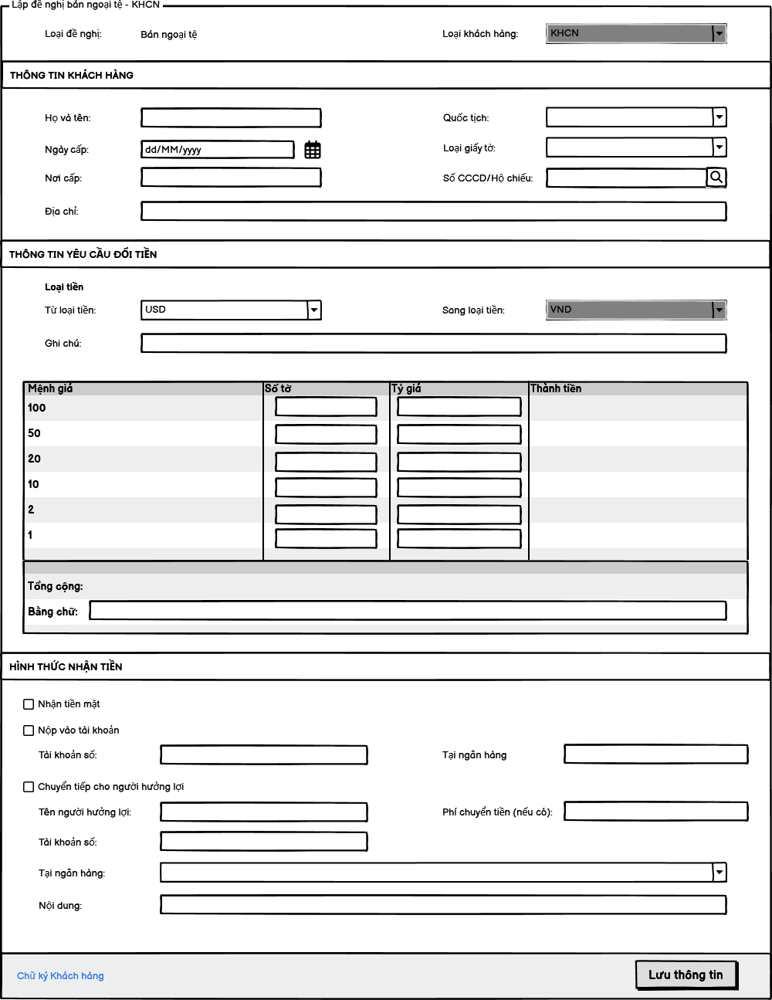 Lập đề nghị bán ngoại tệ - KHCN
Loại đề nghị: Bán ngoại tệ Loại khách hàng: KHCN
THÔNG TIN KHÁCH HÀNG
Họ và tên: Quốc tịch:
Ngày cấp: dd/MM/yyyy Loại giấy tờ:
Nơi cấp: Số CCCD/Hộ chiếu:
Địa chỉ:
THÔNG TIN YÊU CẦU ĐỔI TIỀN
Loại tiền
Từ loại tiền: USD Sang loại tiền: VND
Ghi chú:
Mệnh giá Số tờ Tỷ giá Thành tiền
100
50
20
10
2
1
Tổng cộng:
Bằng chữ:
HÌNH THỨC NHẬN TIỀN
Nhận tiền mặt
Nộp vào tài khoản
Tài khoản số: Tại ngân hàng
Chuyển tiếp cho người hưởng lợi
Tên người hưởng lợi: Phí chuyển tiền (nếu có):
Tài khoản số:
Tại ngân hàng:
Nội dung:
Chữ ký Khách hàng Lưu thông tin